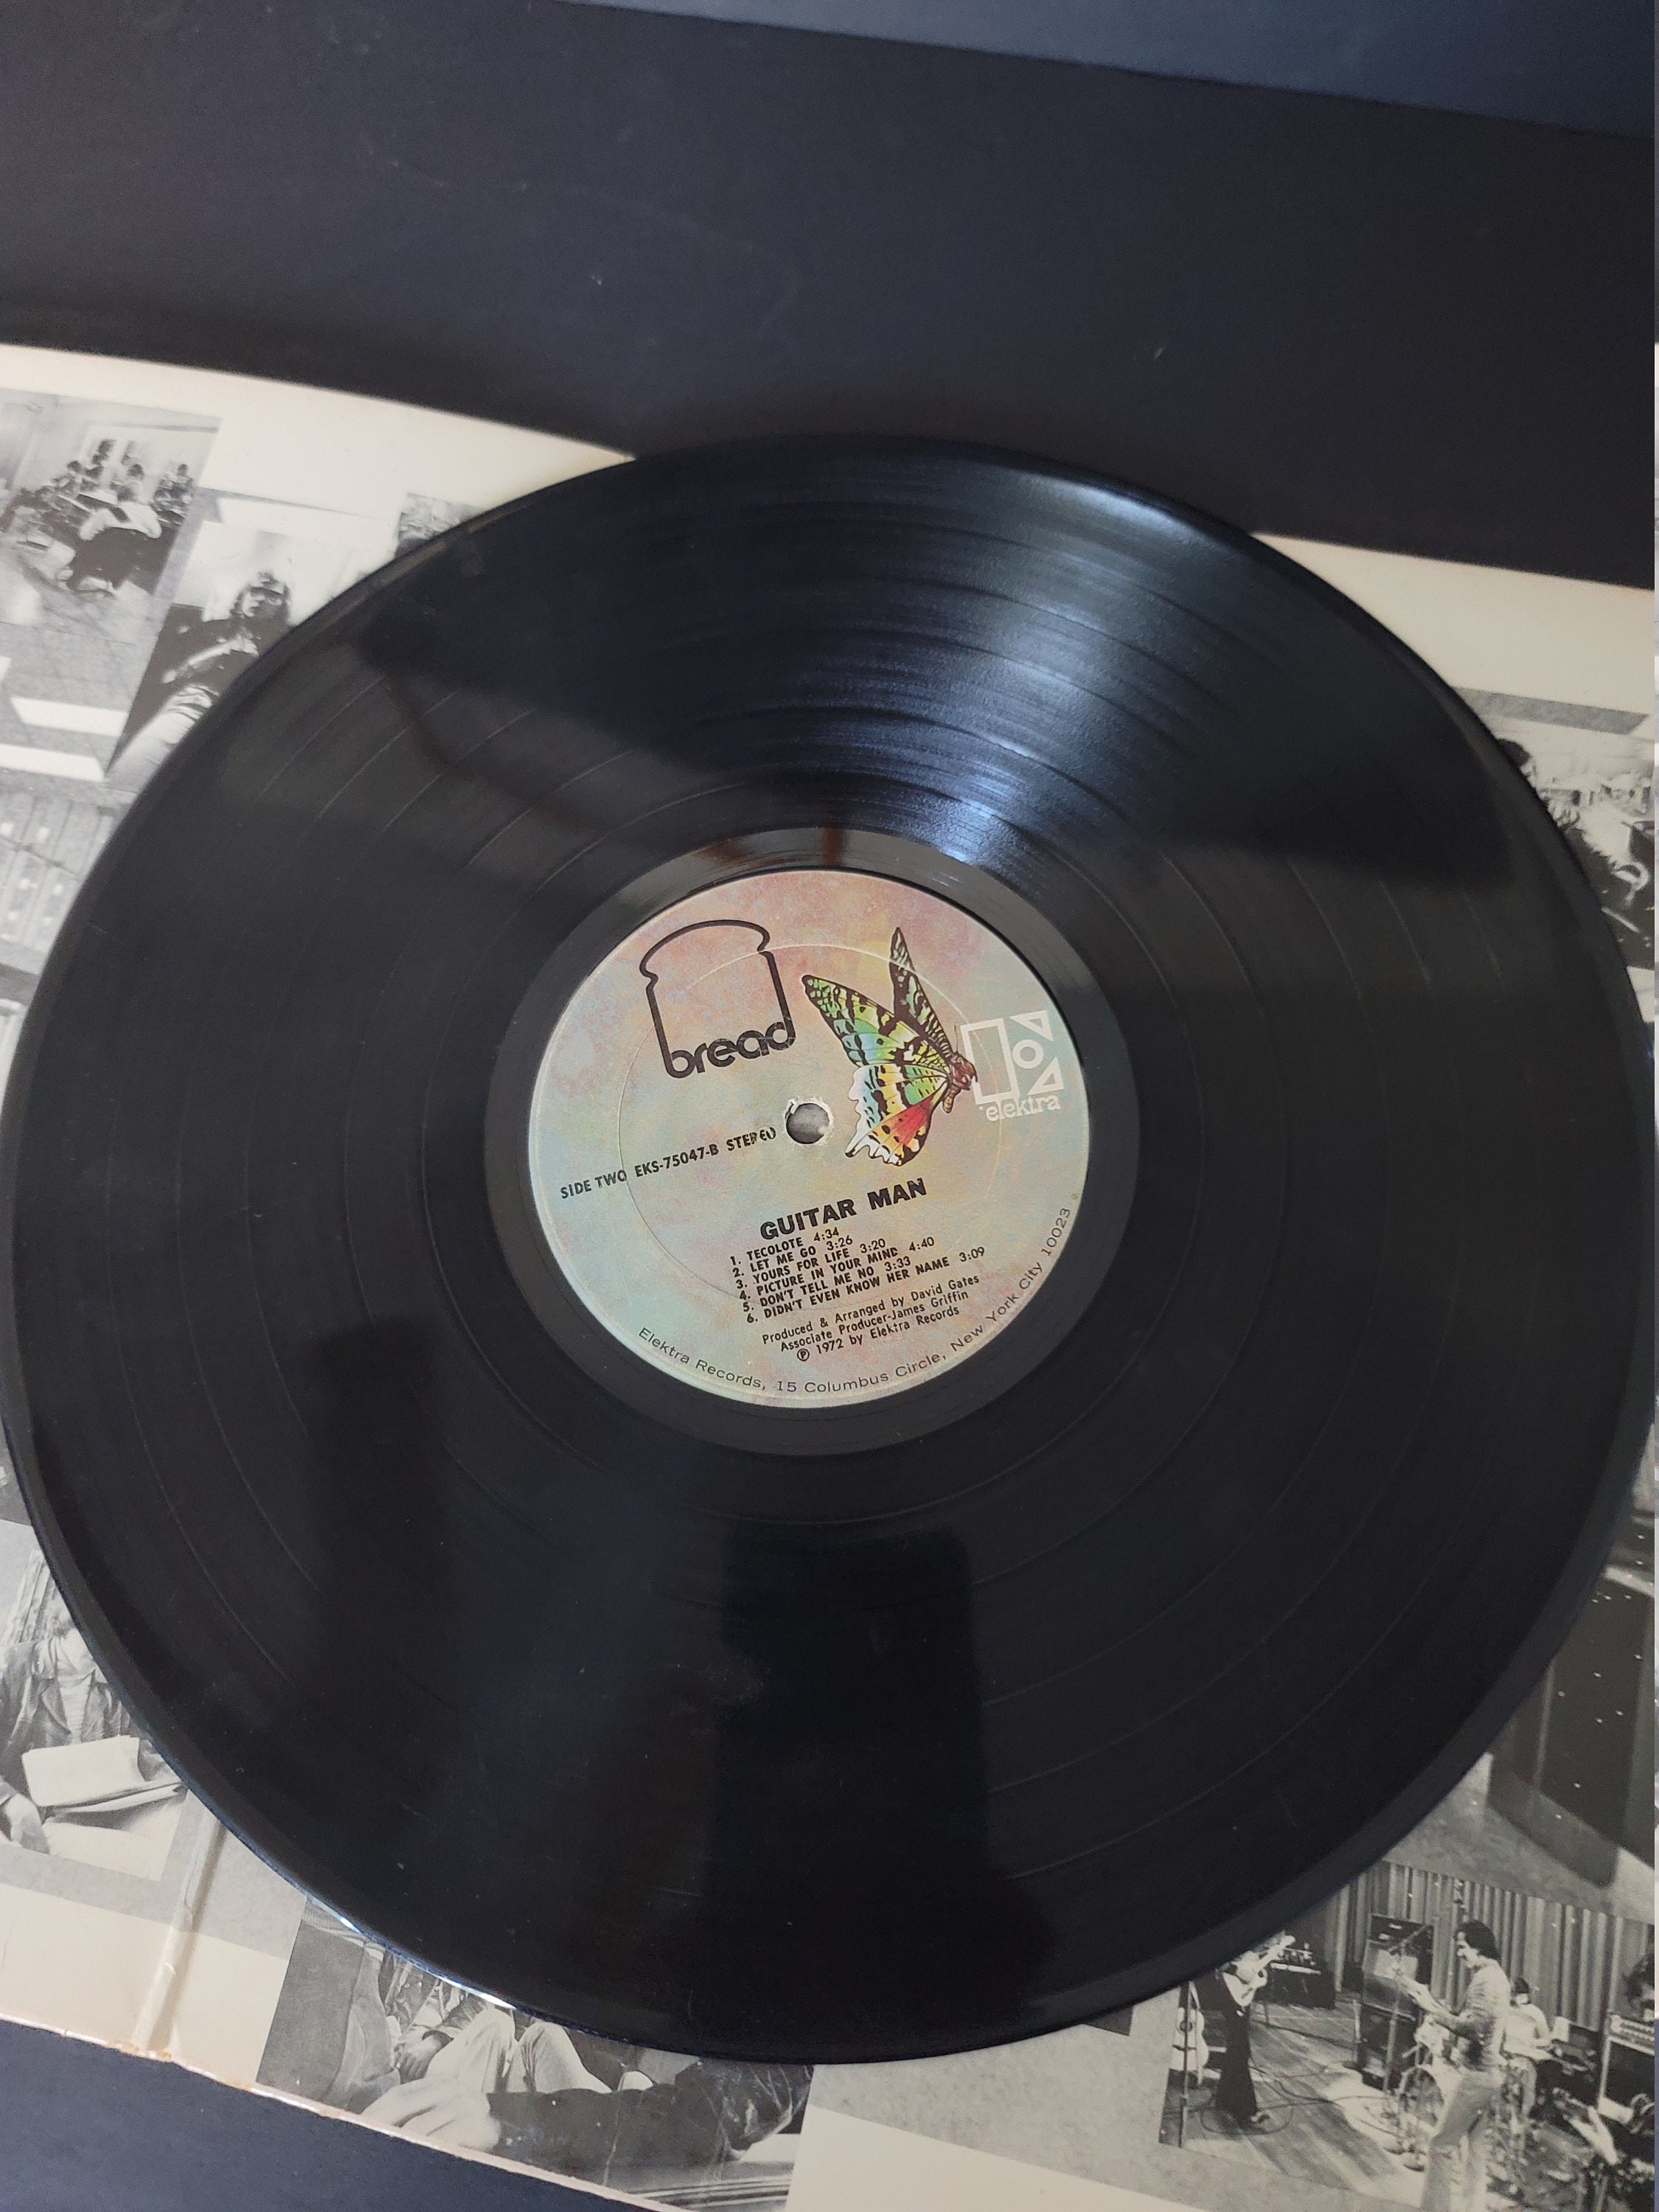 bread
elektra
SIDE TWO EKS-75047-B STEREO
GUITAR MAN
1. TECOLOTE 4:34
2. LET ME GO 3:26
3. YOURS FOR LIFE 3:20
4. PICTURE IN YOUR MIND 4:40
5. DON'T TELL ME NO 3:33
6. DIDN'T EVEN KNOW HER NAME 3:09
Produced & Arranged by David Gates
Associate Producer-James Griffin
Ⓟ 1972 by Elektra Records
Elektra Records, 15 Columbus Circle, New York City 10023